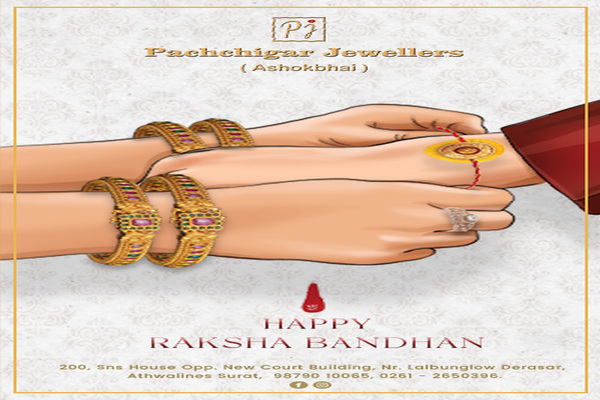 Pj
Pachchigar Jewellers
( Ashokbhai )
HAPPY
RAKSHA BANDHAN
200, Sns House Opp. New Court Building, Nr. Lalbunglow Derasar,
Athwalines Surat, 98790 10065, 0261 - 2650396.